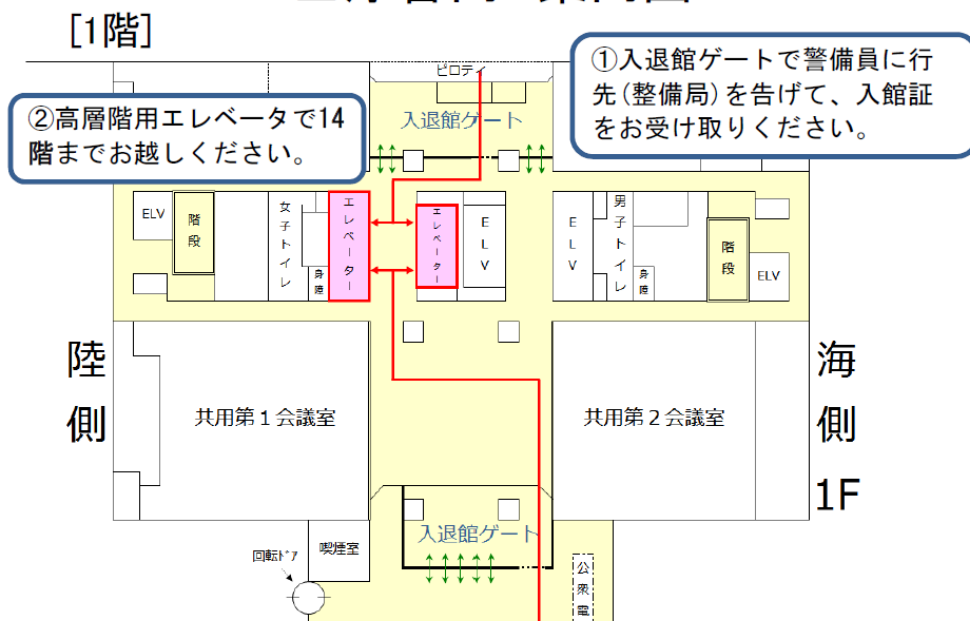 [1階]
①入退館ゲートで警備員に行
先(整備局)を告げて、入館証
をお受け取りください。
②高層階用エレベータで14
階までお越しください。
ピロティ
入退館ゲート
ELV
階段
女子トイレ
身障
エレベーター
エレベーター
ELV
ELV
男子トイレ
身障
階段
ELV
陸側
共用第1会議室
共用第2会議室
海側
1F
入退館ゲート
喫煙室
回転ドア
公衆電